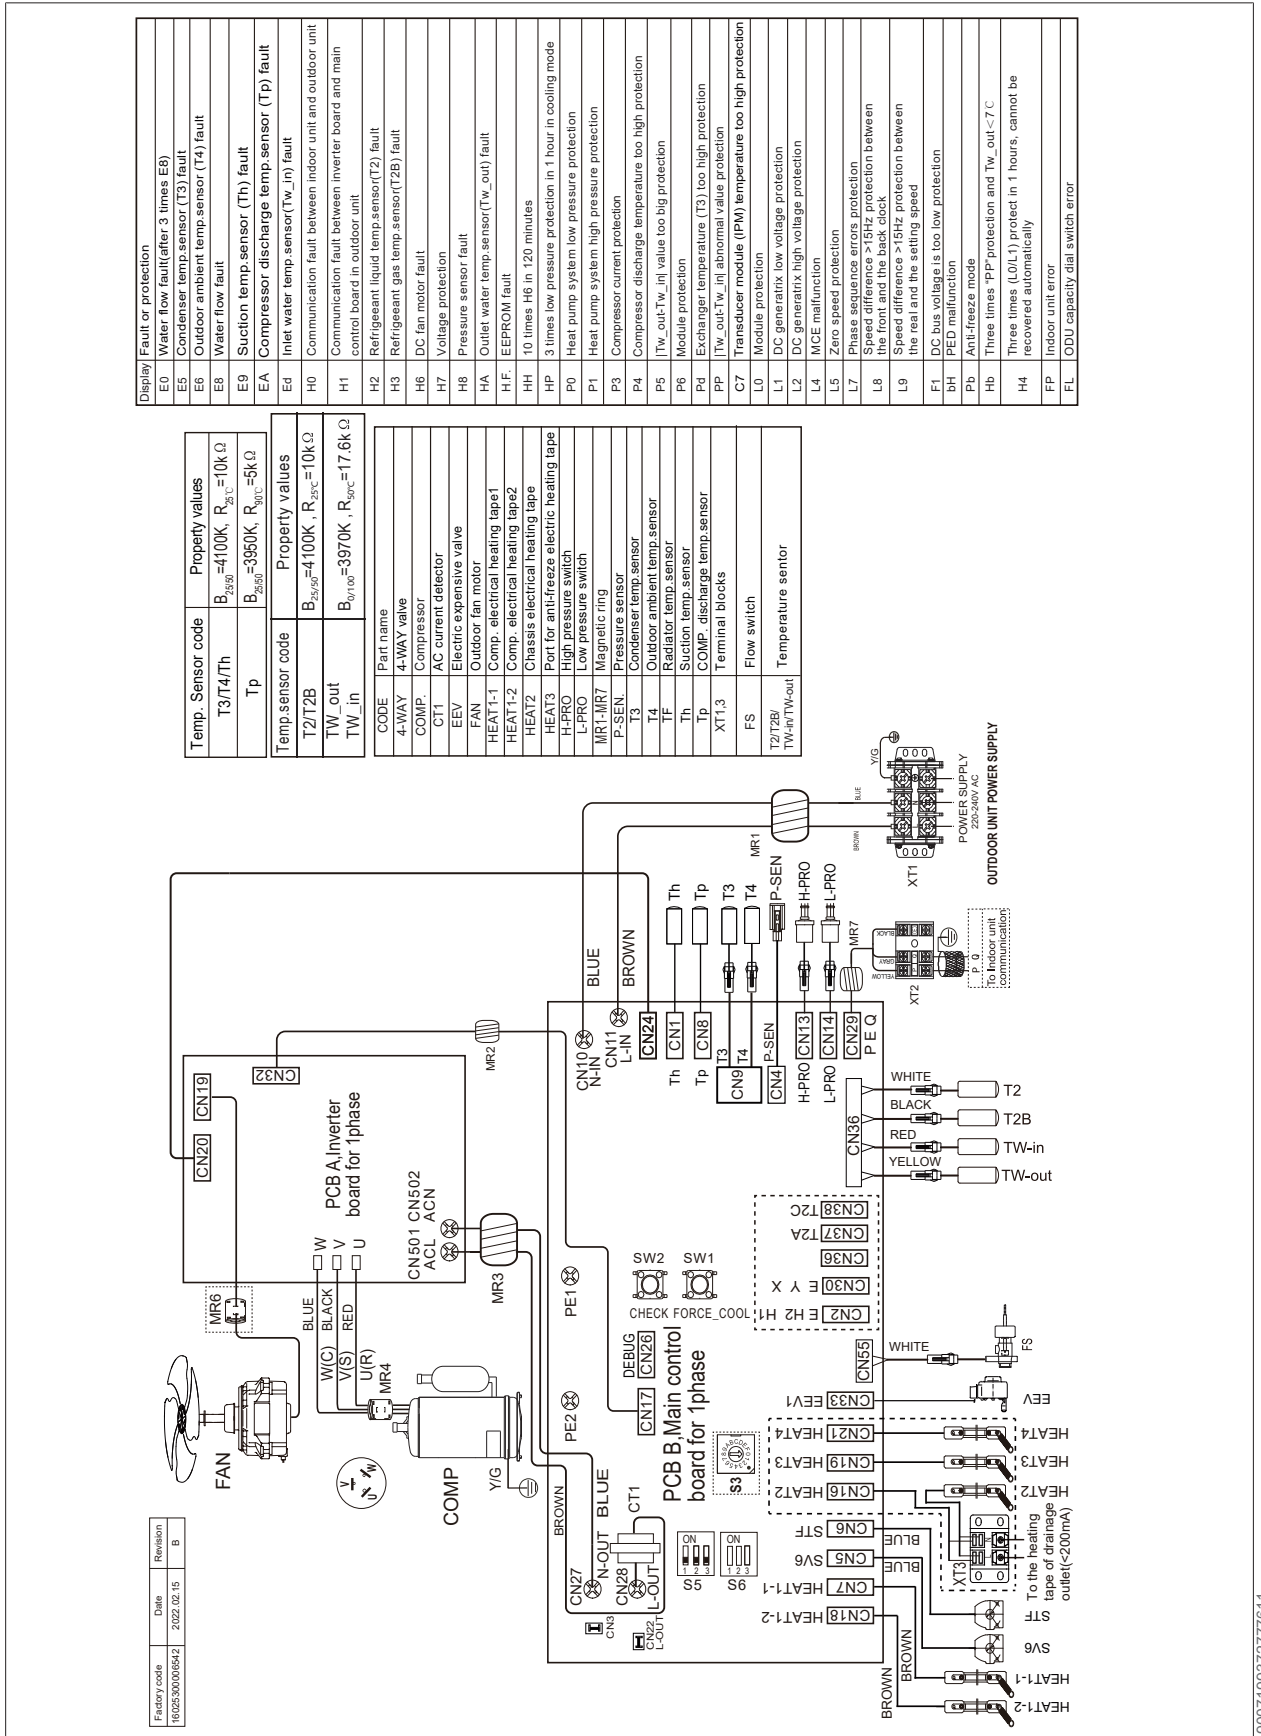 Display Fault or protection
E0 Water flow fault(after 3 times E8)
E5 Condenser temp.sensor (T3) fault
E6 Outdoor ambient temp.sensor (T4) fault
E8 Water flow fault
E9 Suction temp.sensor (Th) fault
EA Compressor discharge temp.sensor (Tp) fault
Ed Inlet water temp.sensor(Tw_in) fault
H0 Communication fault between indoor unit and outdoor unit
H1 Communication fault between inverter board and main
control board in outdoor unit
H2 Refrigeeant liquid temp.sensor(T2) fault
H3 Refrigeeant gas temp.sensor(T2B) fault
H6 DC fan motor fault
H7 Voltage protection
H8 Pressure sensor fault
HA Outlet water temp.sensor(Tw_out) fault
H.F. EEPROM fault
HH 10 times H6 in 120 minutes
HP 3 times low pressure protection in 1 hour in cooling mode
P0 Heat pump system low pressure protection
P1 Heat pump system high pressure protection
P3 Compressor current protection
P4 Compressor discharge temperature too high protection
P5 |Tw_out-Tw_in| value too big protection
P6 Module protection
Pd Exchanger temperature (T3) too high protection
PP |Tw_out-Tw_in| abnormal value protection
C7 Transducer module (IPM) temperature too high protection
L0 Module protection
L1 DC generatrix low voltage protection
L2 DC generatrix high voltage protection
L4 MCE malfunction
L5 Zero speed protection
L7 Phase sequence errors protection
L8 Speed difference >15Hz protection between
the front and the back clock
L9 Speed difference >15Hz protection between
the real and the setting speed
F1 DC bus voltage is too low protection
bH PED malfunction
Pb Anti-freeze mode
Hb Three times "PP"protection and Tw_out<7℃
H4 Three times (L0/L1) protect in 1 hours, cannot be
recovered automatically
FP Indoor unit error
FL ODU capacity dial switch error
Temp. Sensor code Property values
T3/T4/Th B25/50=4100K, R25℃=10kΩ
Tp B25/50=3950K, R90℃=5kΩ
Temp.sensor code Property values
T2/T2B B25/50=4100K , R25℃=10kΩ
TW_out
TW_in B0/100=3970K , R50℃=17.6kΩ
CODE Part name
4-WAY 4-WAY valve
COMP. Compressor
CT1 AC current detector
EEV Electric expensive valve
FAN Outdoor fan motor
HEAT1-1 Comp. electrical heating tape1
HEAT1-2 Comp. electrical heating tape2
HEAT2 Chassis electrical heating tape
HEAT3 Port for anti-freeze electric heating tape
H-PRO High pressure switch
L-PRO Low pressure switch
MR1-MR7 Magnetic ring
P-SEN. Pressure sensor
T3 Condenser temp.sensor
T4 Outdoor ambient temp.sensor
TF Radiator temp.sensor
Th Suction temp.sensor
Tp COMP. discharge temp.sensor
XT1,3 Terminal blocks
FS Flow switch
T2/T2B/
TW-in/TW-out Temperature sentor
FAN
MR6
CN20
CN19
CN32
PCB A,Inverter
board for 1phase
W
V
U
CN501 CN502
ACL ACN
BLUE
BLACK
RED
W(C)
V(S)
U(R)
MR4
MR3
MR2
V
U
W
COMP
Y/G
BROWN
BLUE
PE1
PE2
CN10
N-IN
CN11
L-IN
BLUE
BROWN
MR1
BLUE
BROWN
Y/G
XT1
POWER SUPPLY
220-240V AC
OUTDOOR UNIT POWER SUPPLY
CN24
CN1
Th
Th
CN8
Tp
Tp
CN9
T3
T4
T3
T4
CN4
P-SEN
P-SEN
CN13
H-PRO
H-PRO
CN14
L-PRO
L-PRO
CN29
P E Q
MR7
YELLOW
GRAY
BLACK
XT2
P Q
To Indoor unit
communication
CN36
WHITE
T2
BLACK
T2B
RED
TW-in
YELLOW
TW-out
CN38
T2C
CN37
T2A
CN36
CN30
E Y X
CN2
E H2 H1
SW2
SW1
CHECK FORCE_COOL
DEBUG
CN26
CN17
PCB B,Main control
board for 1phase
S3
CN27
N-OUT
CN28
L-OUT
CT1
CN3
CN22
L-OUT
ON
1 2 3
S5
ON
1 2 3
S6
CN55
WHITE
FS
CN33
EEV1
EEV
CN21
HEAT4
HEAT4
CN19
HEAT3
HEAT3
CN16
HEAT2
HEAT2
XT3
To the heating
tape of drainage
outlet(<200mA)
CN6
STF
BLUE
STF
CN5
SV6
BLUE
SV6
CN7
HEAT1-1
BROWN
HEAT1-1
CN18
HEAT1-2
BROWN
HEAT1-2
Factory code Date Revision
16025300006542 2022.02.15 B